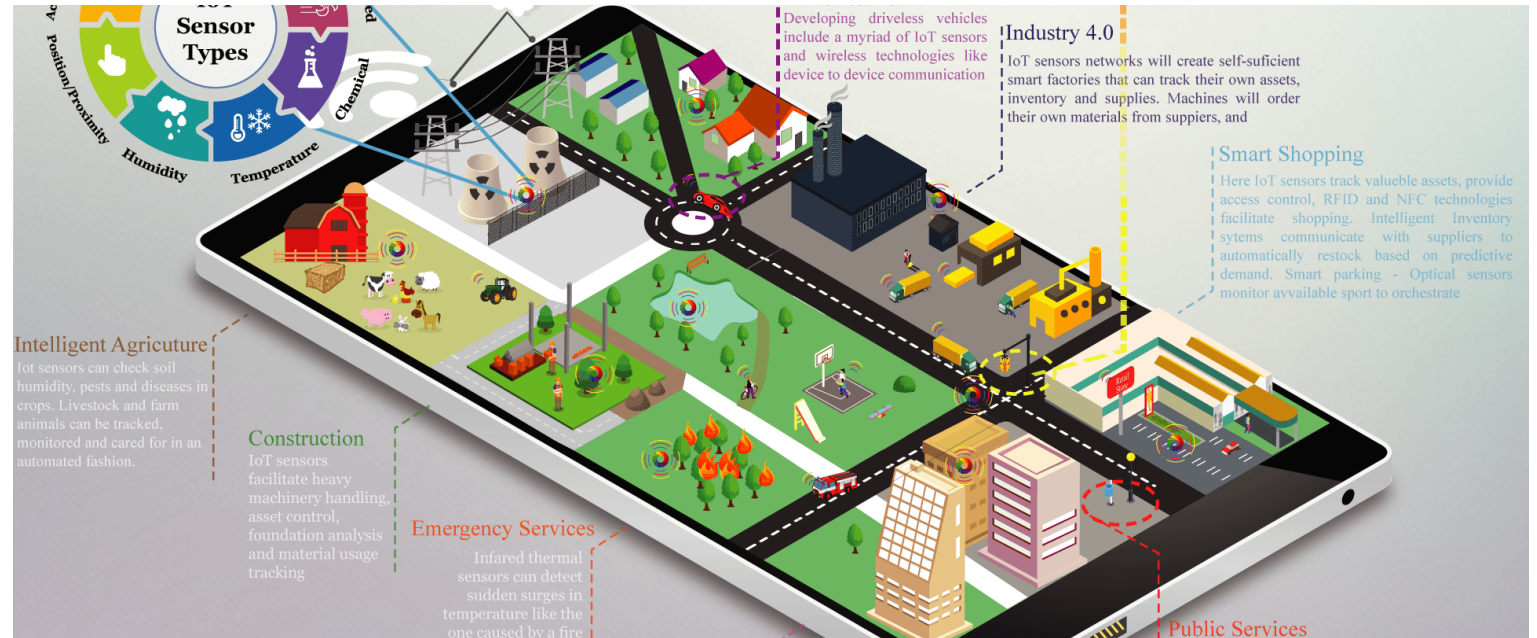 IoT
Sensor
Types
Position/Proximity
Humidity
Temperature
Chemical
Developing driveless vehicles
include a myriad of IoT sensors
and wireless technologies like
device to device communication
Industry 4.0
IoT sensors networks will create self-suficient
smart factories that can track their own assets,
inventory and supplies. Machines will order
their own materials from suppiers, and
Smart Shopping
Here IoT sensors track valueble assets, provide
access control, RFID and NFC technologies
facilitate shopping. Intelligent Inventory
sytems communicate with suppliers to
automatically restock based on predictive
demand. Smart parking - Optical sensors
monitor avvailable sport to orchestrate
Retail
Store
Intelligent Agricuture
Iot sensors can check soil
humidity, pests and diseases in
crops. Livestock and farm
animals can be tracked,
monitored and cared for in an
automated fashion.
Construction
IoT sensors
facilitate heavy
machinery handling,
asset control,
foundation analysis
and material usage
tracking
Emergency Services
Infared thermal
sensors can detect
sudden surges in
temperature like the
one caused by a fire
Public Services